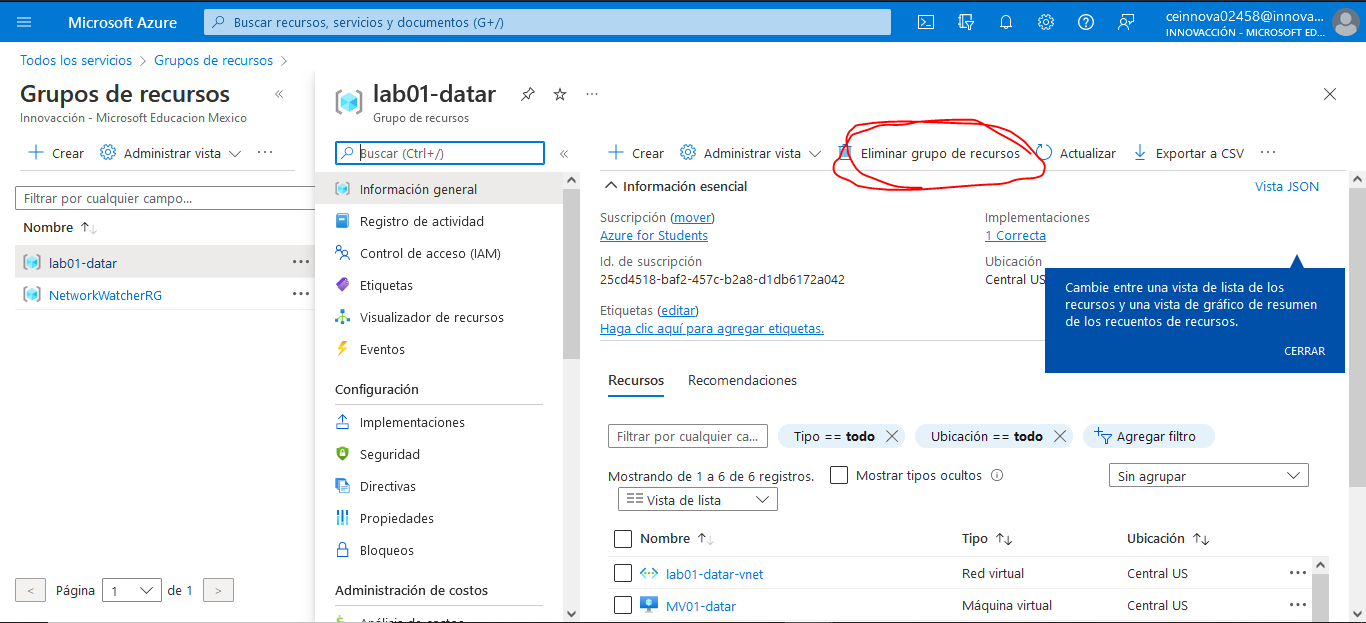 Microsoft Azure
Buscar recursos, servicios y documentos (G+/)
ceinnova02458@innova...
INNOVACCIÓN - MICROSOFT ED...
Todos los servicios > Grupos de recursos >
Grupos de recursos
Innovacción - Microsoft Educacion Mexico
Crear
Administrar vista
Filtrar por cualquier campo...
Nombre
lab01-datar
NetworkWatcherRG
< Página 1 de 1 >
lab01-datar
Grupo de recursos
Buscar (Ctrl+/)
Información general
Registro de actividad
Control de acceso (IAM)
Etiquetas
Visualizador de recursos
Eventos
Configuración
Implementaciones
Seguridad
Directivas
Propiedades
Bloqueos
Administración de costos
Análisis de costos
Crear
Administrar vista
Eliminar grupo de recursos
Actualizar
Exportar a CSV
Información esencial
Vista JSON
Suscripción (mover)
Azure for Students
Id. de suscripción
25cd4518-baf2-457c-b2a8-d1db6172a042
Etiquetas (editar)
Haga clic aquí para agregar etiquetas.
Implementaciones
1 Correcta
Ubicación
Central US
Cambie entre una vista de lista de los
recursos y una vista de gráfico de resumen
de los recuentos de recursos.
CERRAR
Recursos
Recomendaciones
Filtrar por cualquier ca...
Tipo == todo
Ubicación == todo
Agregar filtro
Mostrando de 1 a 6 de 6 registros.
Mostrar tipos ocultos
Sin agrupar
Vista de lista
Nombre Tipo Ubicación
lab01-datar-vnet Red virtual Central US
MV01-datar Máquina virtual Central US